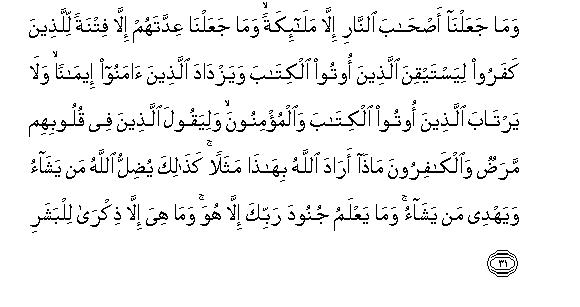 وَمَا جَعَلْنَآ أَصْحَـٰبَ ٱلنَّارِ إِلَّا مَلَـٰٓئِكَةً ۙ وَمَا جَعَلْنَا عِدَّتَهُمْ إِلَّا فِتْنَةً لِّلَّذِينَ
كَفَرُوا۟ لِيَسْتَيْقِنَ ٱلَّذِينَ أُوتُوا۟ ٱلْكِتَـٰبَ وَيَزْدَادَ ٱلَّذِينَ ءَامَنُوٓا۟ إِيمَـٰنًا ۙ وَلَا
يَرْتَابَ ٱلَّذِينَ أُوتُوا۟ ٱلْكِتَـٰبَ وَٱلْمُؤْمِنُونَ ۙ وَلِيَقُولَ ٱلَّذِينَ فِى قُلُوبِهِم
مَّرَضٌ وَٱلْكَـٰفِرُونَ مَاذَآ أَرَادَ ٱللَّهُ بِهَـٰذَا مَثَلًا ۚ كَذَٰلِكَ يُضِلُّ ٱللَّهُ مَن يَشَآءُ
وَيَهْدِى مَن يَشَآءُ ۚ وَمَا يَعْلَمُ جُنُودَ رَبِّكَ إِلَّا هُوَ ۚ وَمَا هِىَ إِلَّا ذِكْرَىٰ لِلْبَشَرِ
٣١